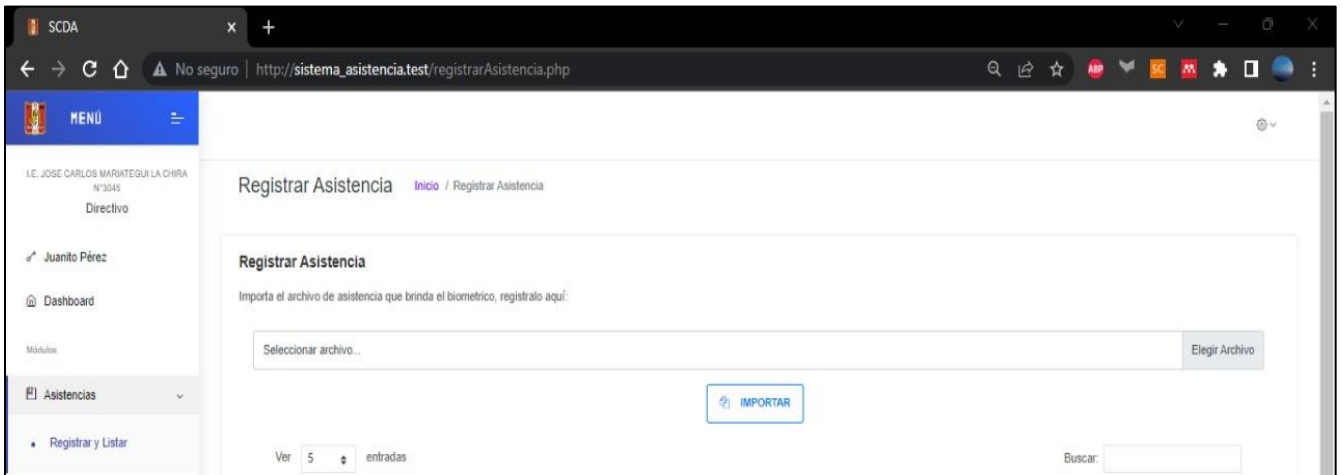 SCDA
No seguro | http://sistema_asistencia.test/registrarAsistencia.php
ABP
SC
MENÚ
I.E. JOSE CARLOS MARIATEGUI LA CHIRA
N°3045
Directivo
Registrar Asistencia Inicio / Registrar Asistencia
Juanito Pérez
Dashboard
Módulos
Asistencias
Registrar y Listar
Registrar Asistencia
Importa el archivo de asistencia que brinda el biometrico, registralo aquí:
Seleccionar archivo... Elegir Archivo
IMPORTAR
Ver 5 entradas Buscar: